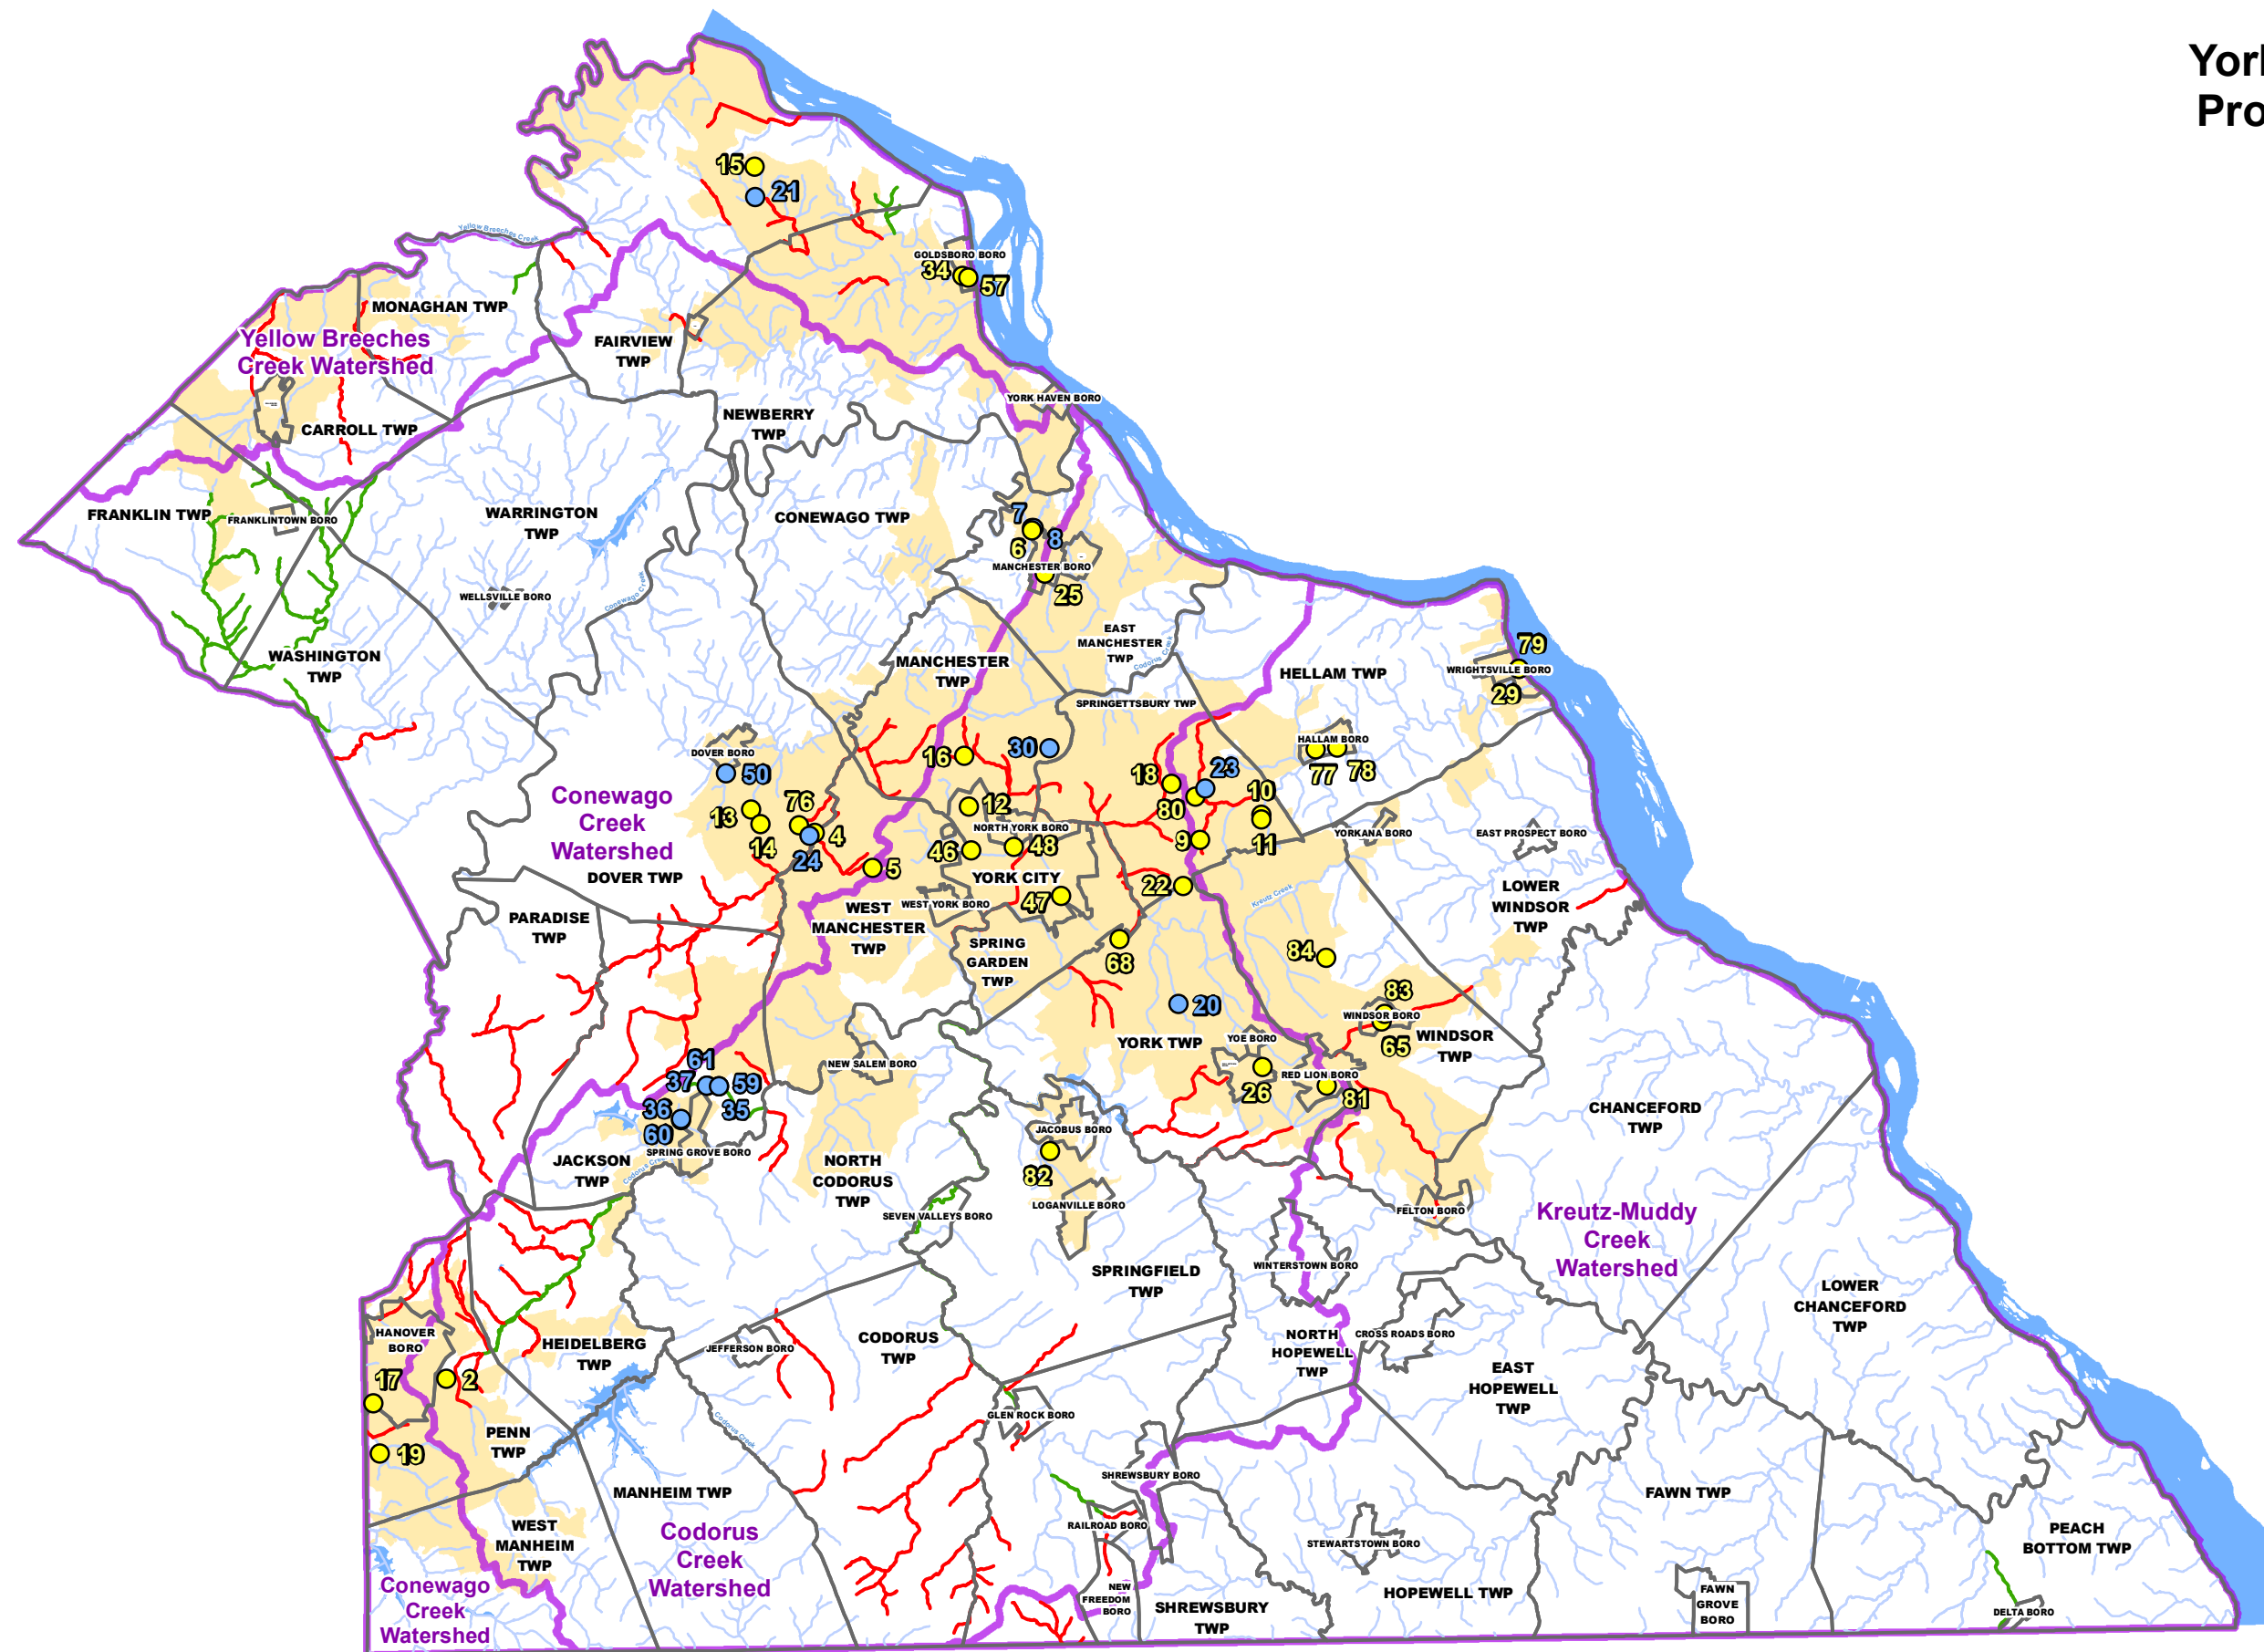 York
Pro
15
21
GOLDSBORO BORO
34
57
Yellow Breeches Creek
MONAGHAN TWP
Yellow Breeches
Creek Watershed
FAIRVIEW
TWP
CARROLL TWP
YORK HAVEN BORO
NEWBERRY
TWP
FRANKLIN TWP
FRANKLINTOWN BORO
WARRINGTON
TWP
CONEWAGO TWP
7
6
8
MANCHESTER BORO
25
WELLSVILLE BORO
WASHINGTON
TWP
EAST
MANCHESTER
TWP
Codorus Creek
MANCHESTER
TWP
HELLAM TWP
79
WRIGHTSVILLE BORO
29
SPRINGETTSBURY TWP
DOVER BORO
50
16
30
HALLAM BORO
77
78
18
23
80
10
11
9
Conewago
Creek
Watershed
DOVER TWP
13
14
76
4
24
5
12
NORTH YORK BORO
46
48
YORK CITY
47
WEST YORK BORO
22
YORKANA BORO
EAST PROSPECT BORO
Kreutz Creek
LOWER
WINDSOR
TWP
PARADISE
TWP
WEST
MANCHESTER
TWP
SPRING
GARDEN
TWP
68
84
20
83
WINDSOR BORO
65
WINDSOR
TWP
YORK TWP
YOE BORO
RED LION BORO
26
81
NEW SALEM BORO
61
37
59
35
36
60
SPRING GROVE BORO
Codorus Creek
JACKSON
TWP
NORTH
CODORUS
TWP
JACOBUS BORO
82
LOGANVILLE BORO
SEVEN VALLEYS BORO
CHANCEFORD
TWP
FELTON BORO
Kreutz-Muddy
Creek
Watershed
SPRINGFIELD
TWP
WINTERSTOWN BORO
LOWER
CHANCEFORD
TWP
HANOVER
BORO
HEIDELBERG
TWP
JEFFERSON BORO
CODORUS
TWP
NORTH
HOPEWELL
TWP
CROSS ROADS BORO
EAST
HOPEWELL
TWP
17
2
19
PENN
TWP
Codorus Creek
GLEN ROCK BORO
MANHEIM TWP
SHREWSBURY BORO
FAWN TWP
WEST
MANHEIM
TWP
Codorus
Creek
Watershed
RAILROAD BORO
STEWARTSTOWN BORO
PEACH
BOTTOM TWP
Conewago
Creek
Watershed
NEW
FREEDOM
BORO
SHREWSBURY
TWP
HOPEWELL TWP
FAWN
GROVE
BORO
DELTA BORO